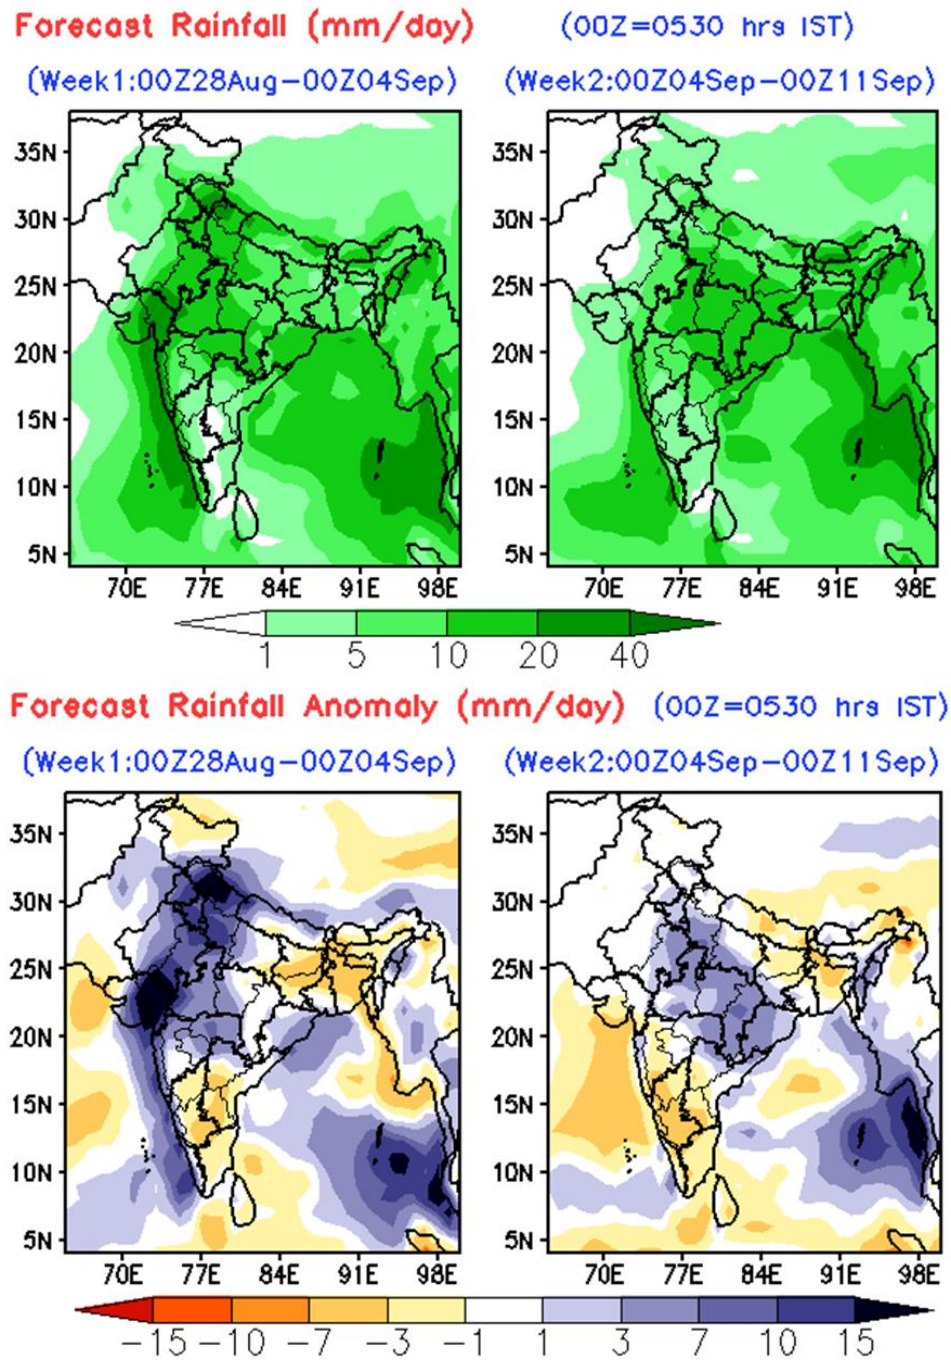 Forecast Rainfall (mm/day) (00Z=0530 hrs IST)
(Week1:00Z28Aug−00Z04Sep) (Week2:00Z04Sep−00Z11Sep)
35N 35N
30N 30N
25N 25N
20N 20N
15N 15N
10N 10N
5N 5N
70E 77E 84E 91E 98E 70E 77E 84E 91E 98E
1 5 10 20 40
Forecast Rainfall Anomaly (mm/day) (00Z=0530 hrs IST)
(Week1:00Z28Aug−00Z04Sep) (Week2:00Z04Sep−00Z11Sep)
35N 35N
30N 30N
25N 25N
20N 20N
15N 15N
10N 10N
5N 5N
70E 77E 84E 91E 98E 70E 77E 84E 91E 98E
−15 −10 −7 −3 −1 1 3 7 10 15